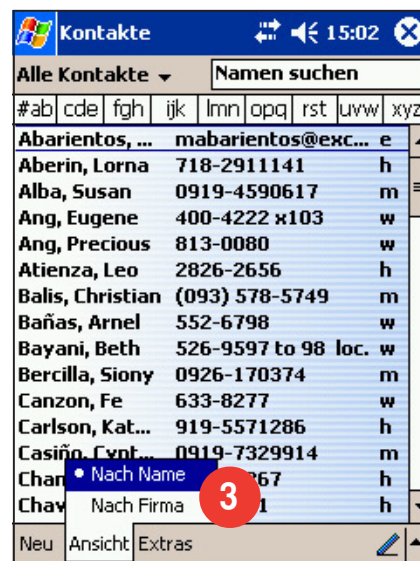 Kontakte 15:02
Alle Kontakte Namen suchen
#ab cde fgh ijk lmn opq rst uvw xyz
Abarientos, ... mabarientos@exc... e
Aberin, Lorna 718-2911141 h
Alba, Susan 0919-4590617 m
Ang, Eugene 400-4222 x103 w
Ang, Precious 813-0080 w
Atienza, Leo 2826-2656 h
Balis, Christian (093) 578-5749 m
Bañas, Arnel 552-6798 w
Bayani, Beth 526-9597 to 98 loc. w
Bercilla, Siony 0926-170374 m
Canzon, Fe 633-8277 w
Carlson, Kat... 919-5571286 h
Casiño, Cynt... 0919-7329914 m
Chan 267 h
Chav 1 h
Nach Name
Nach Firma
3
Neu Ansicht Extras